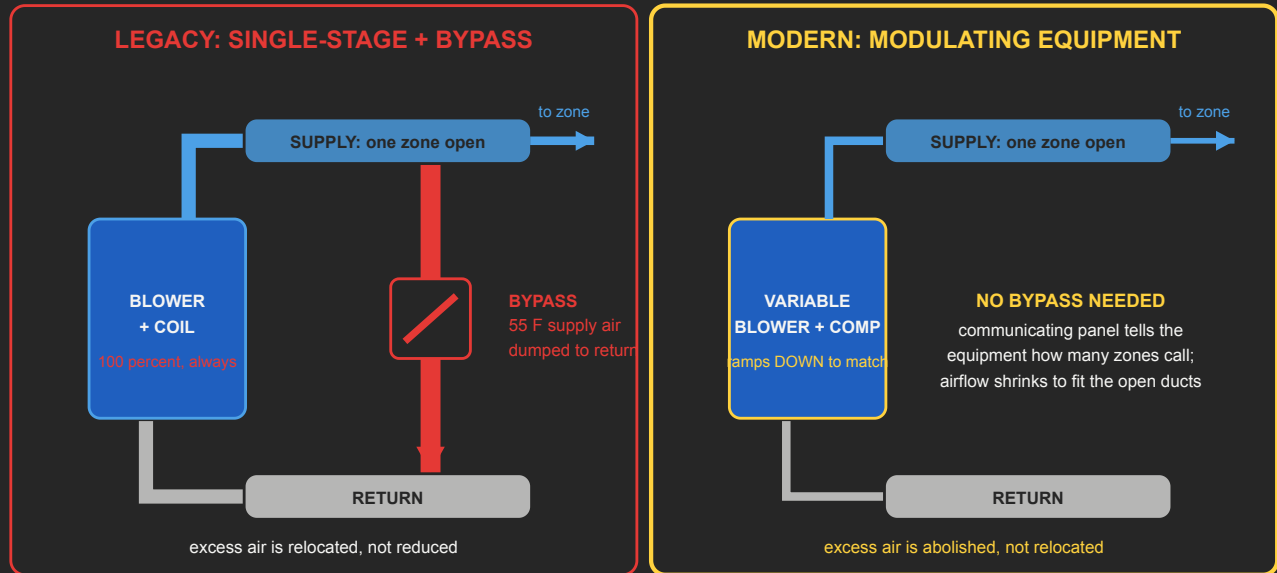 LEGACY: SINGLE-STAGE + BYPASS
to zone
SUPPLY: one zone open
BLOWER
+ COIL
100 percent, always
BYPASS
55 F supply air
dumped to return
RETURN
excess air is relocated, not reduced
MODERN: MODULATING EQUIPMENT
to zone
SUPPLY: one zone open
VARIABLE
BLOWER + COMP
ramps DOWN to match
NO BYPASS NEEDED
communicating panel tells the
equipment how many zones call;
airflow shrinks to fit the open ducts
RETURN
excess air is abolished, not relocated